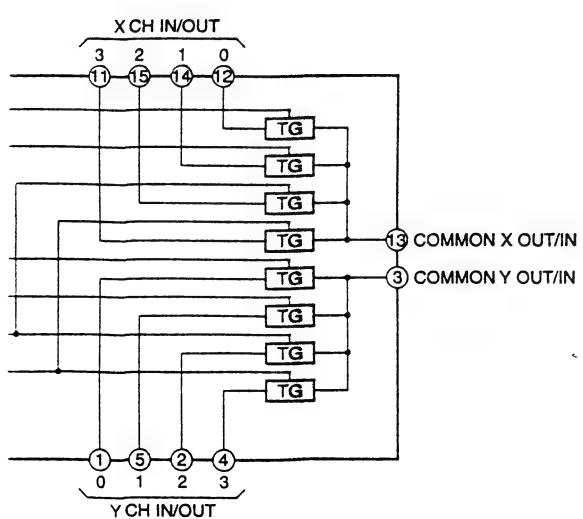 X CH IN/OUT
3 2 1 0
11 15 14 12
TG
TG
TG
TG
13 COMMON X OUT/IN
TG
3 COMMON Y OUT/IN
TG
TG
TG
1 5 2 4
0 1 2 3
Y CH IN/OUT